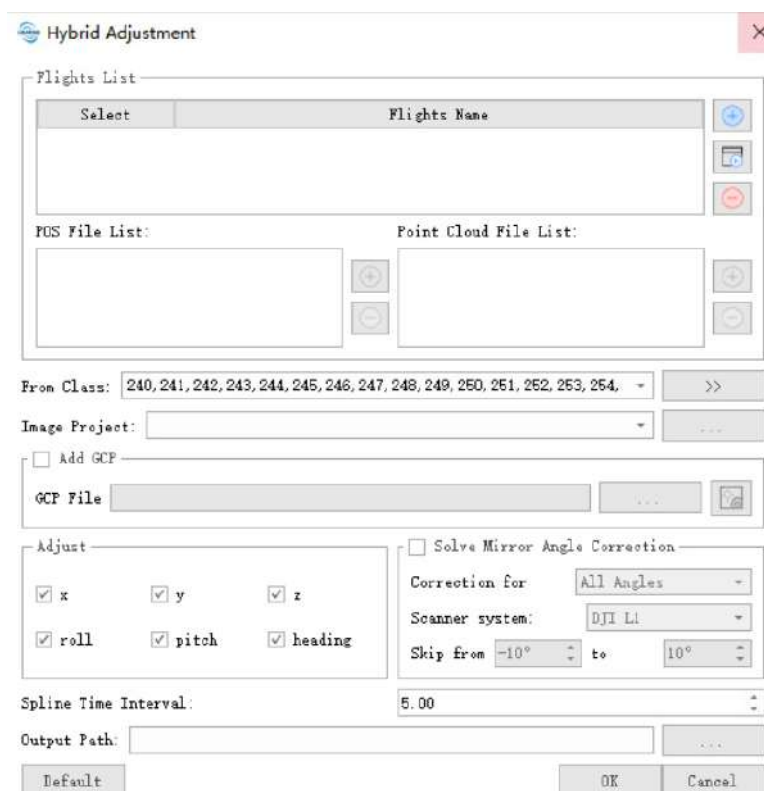 Hybrid Adjustment
Flights List
Select Flights Name
POS File List: Point Cloud File List:
From Class: 240, 241, 242, 243, 244, 245, 246, 247, 248, 249, 250, 251, 252, 253, 254, >>
Image Project: ...
Add GCP
GCP File ...
Adjust Solve Mirror Angle Correction
x y z Correction for All Angles
roll pitch heading Scanner system: DJI L1
Skip from -10° to 10°
Spline Time Interval: 5.00
Output Path: ...
Default OK Cancel